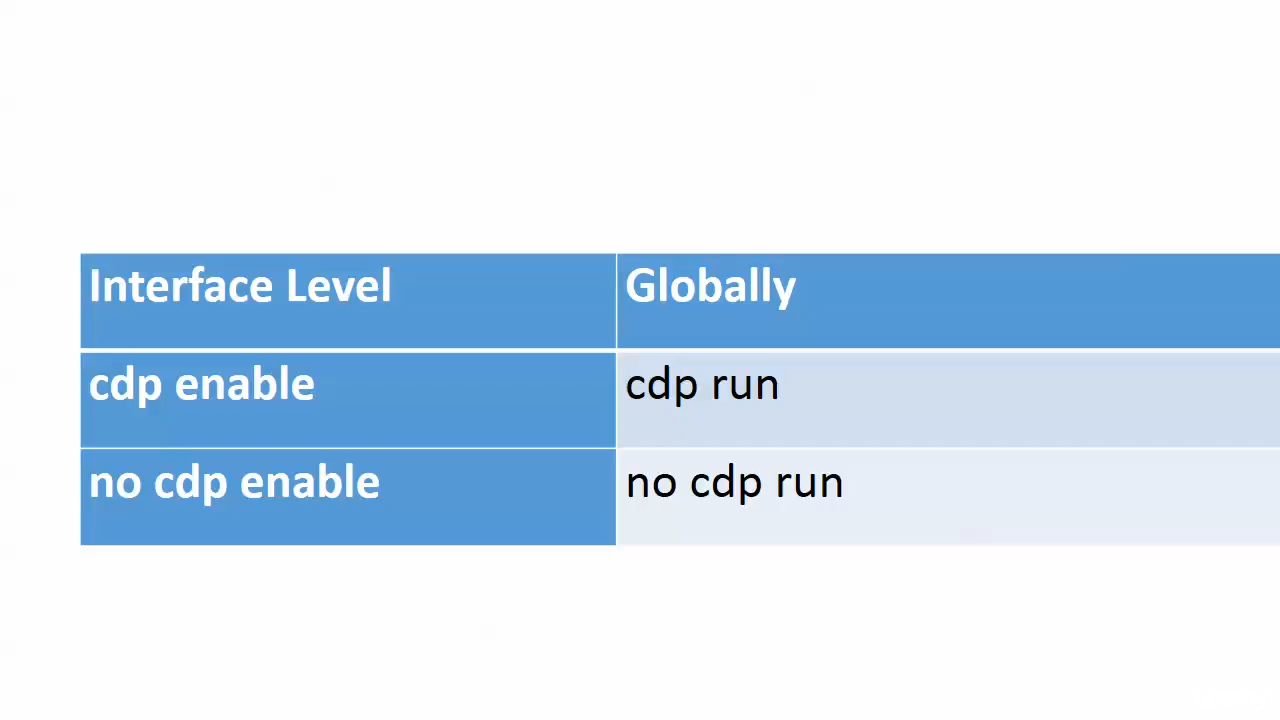 Interface Level Globally
cdp enable cdp run
no cdp enable no cdp run